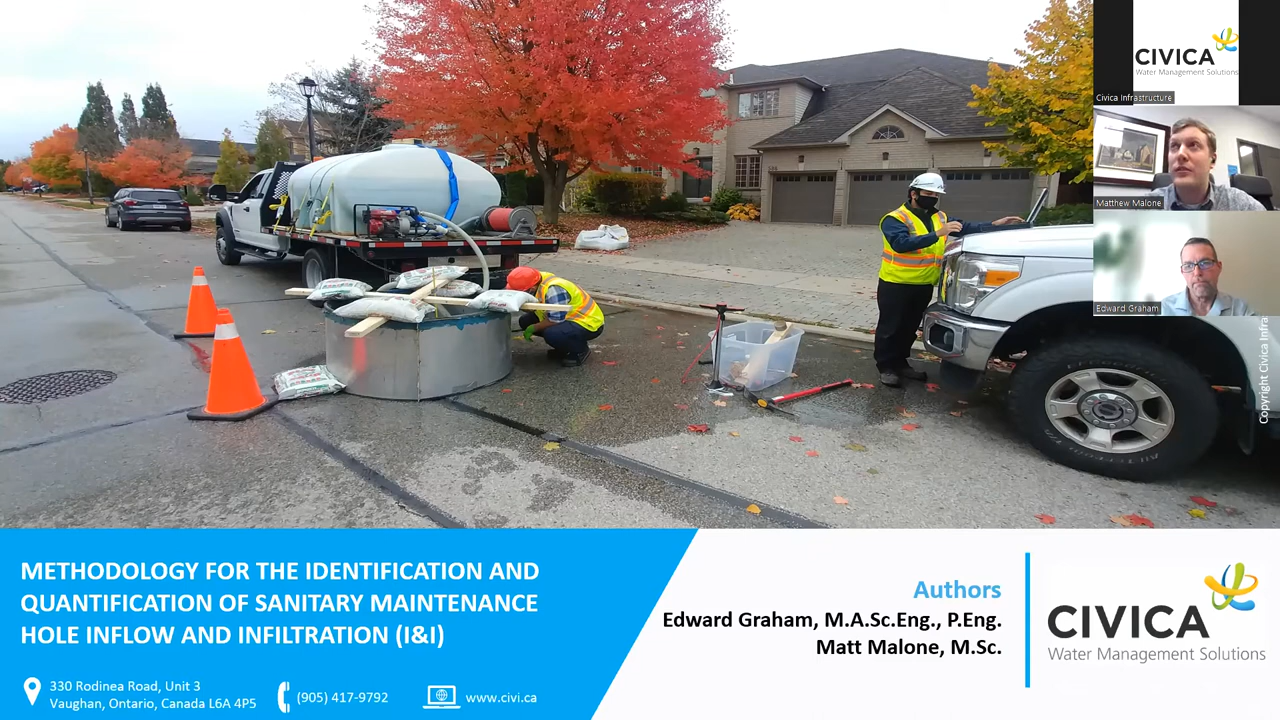 CIVICA
Water Management Solutions
Civica Infrastructure
Matthew Malone
Edward Graham
Copyright Civica Infra
METHODOLOGY FOR THE IDENTIFICATION AND
QUANTIFICATION OF SANITARY MAINTENANCE
HOLE INFLOW AND INFILTRATION (I&I)
330 Rodinea Road, Unit 3
Vaughan, Ontario, Canada L6A 4P5
(905) 417-9792
www.civi.ca
Authors
Edward Graham, M.A.Sc.Eng., P.Eng.
Matt Malone, M.Sc.
CIVICA
Water Management Solutions